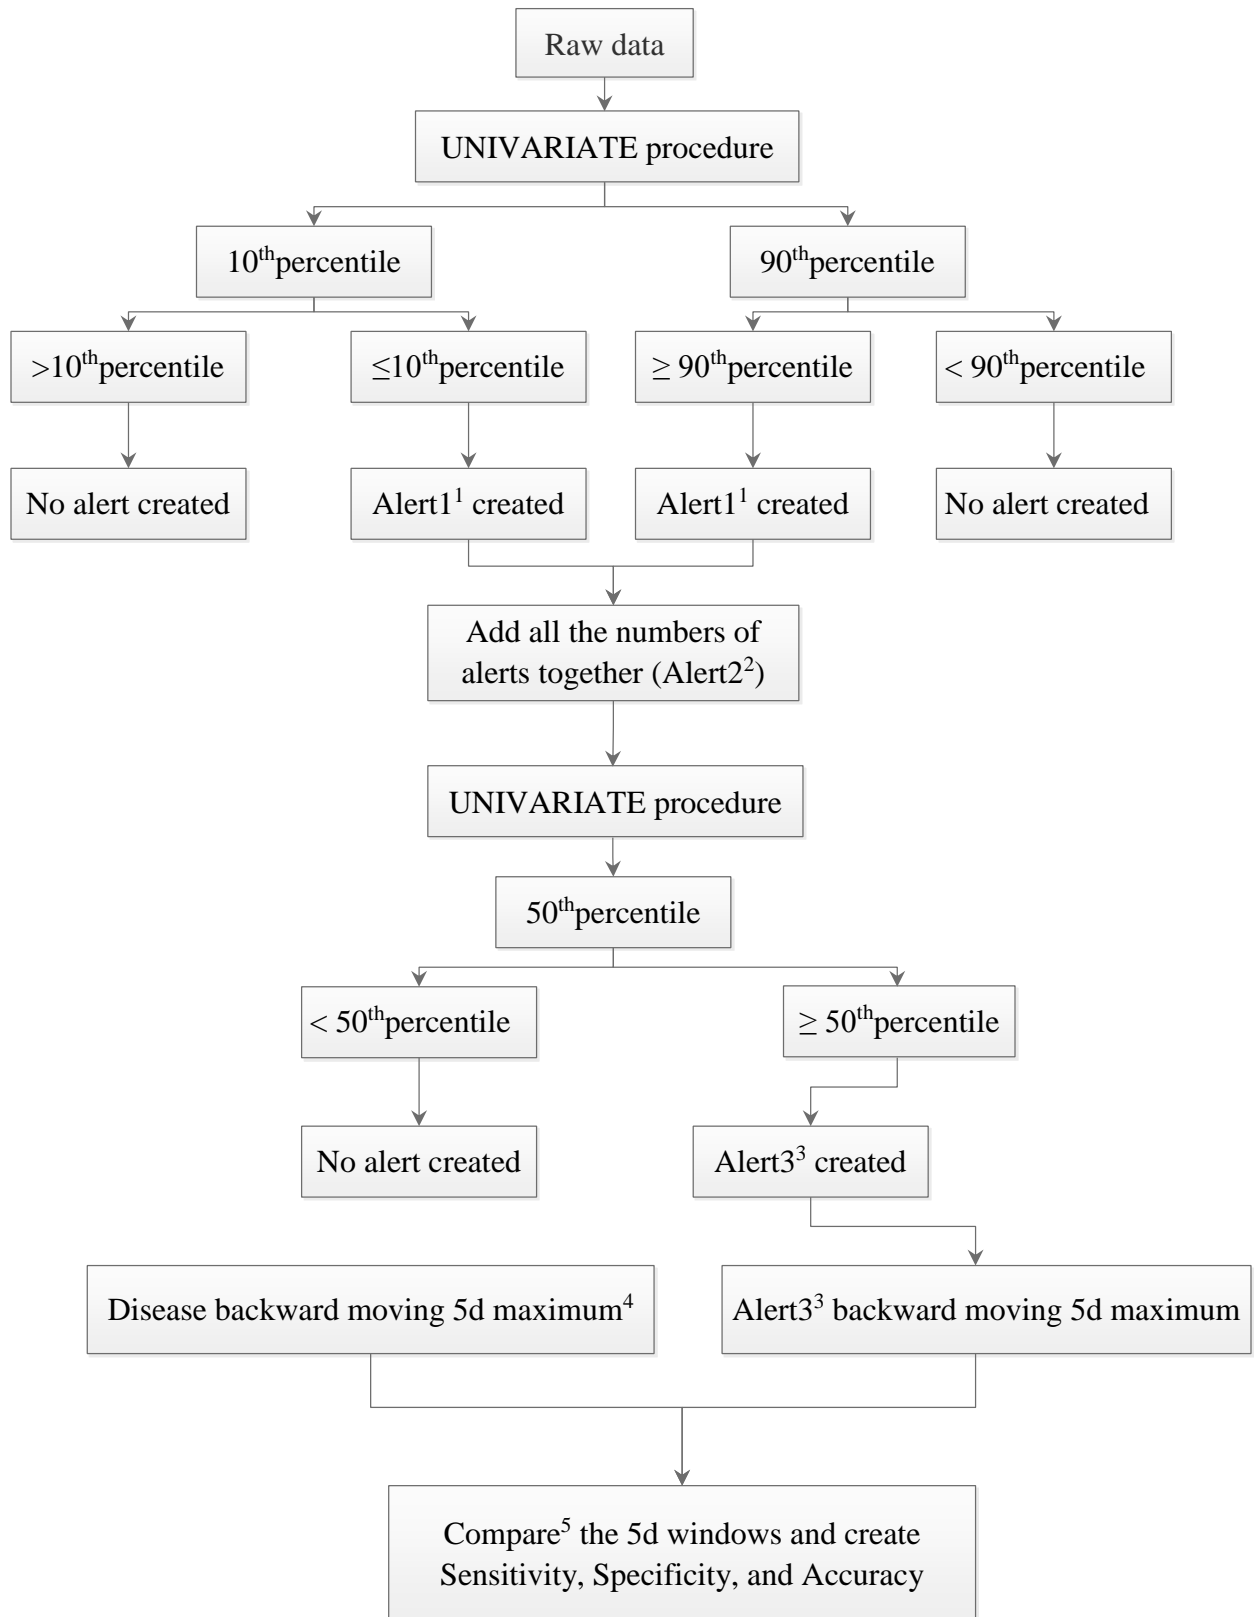 Raw data
UNIVARIATE procedure
10thpercentile
90thpercentile
>10thpercentile
≤10thpercentile
≥ 90thpercentile
< 90thpercentile
No alert created
Alert1¹ created
Alert1¹ created
No alert created
Add all the numbers of
alerts together (Alert2²)
UNIVARIATE procedure
50thpercentile
< 50thpercentile
≥ 50thpercentile
No alert created
Alert3³ created
Disease backward moving 5d maximum⁴
Alert3³ backward moving 5d maximum
Compare⁵ the 5d windows and create
Sensitivity, Specificity, and Accuracy